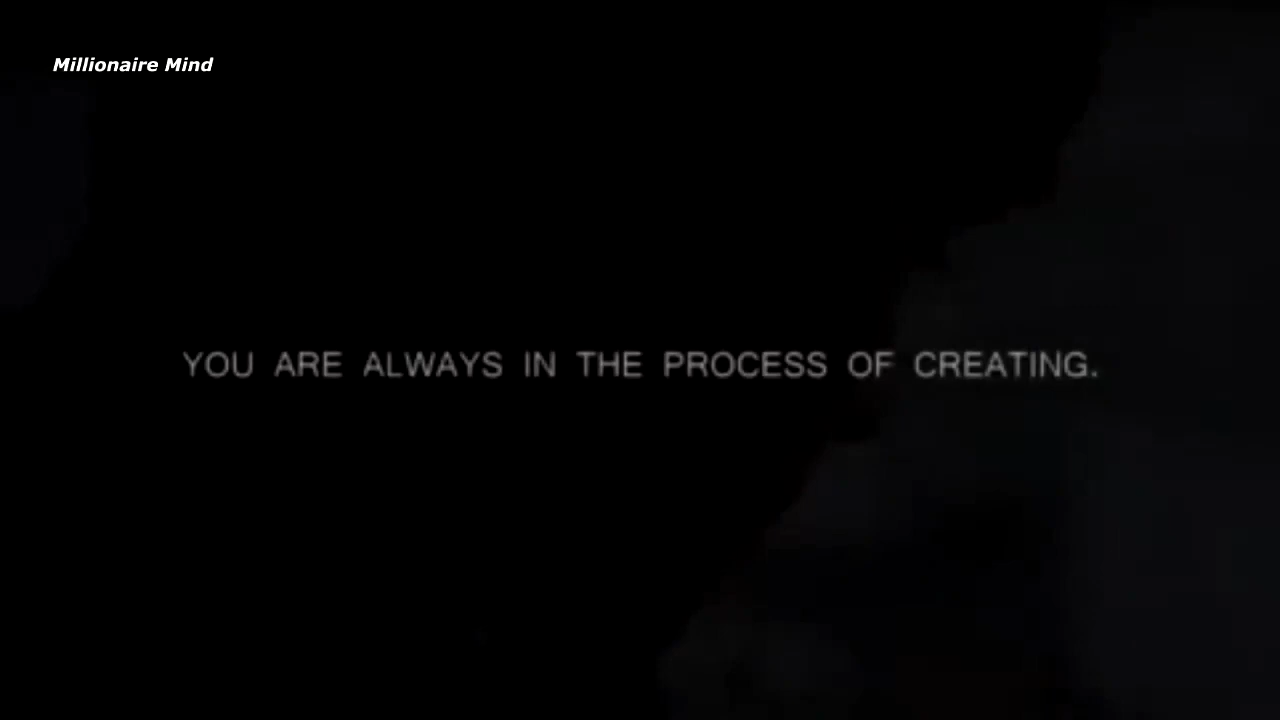 Millionaire Mind
YOU ARE ALWAYS IN THE PROCESS OF CREATING.